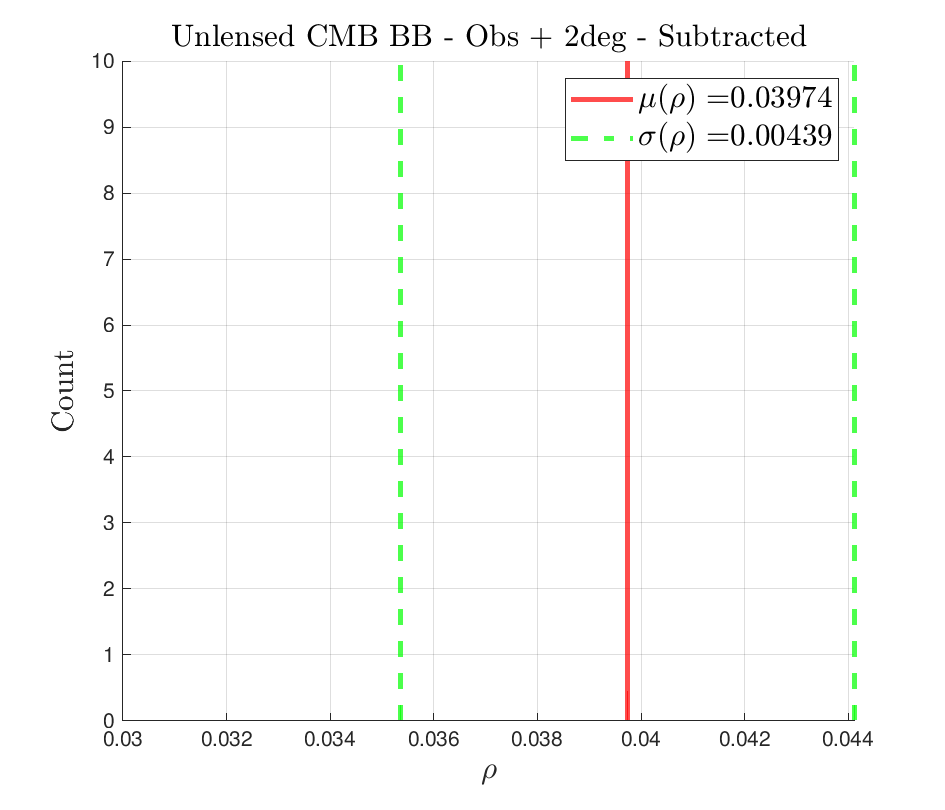 Unlensed CMB BB - Obs + 2deg - Subtracted
10
9
8
7
6
5
4
3
2
1
0
Count
μ(ρ) =0.03974
σ(ρ) =0.00439
0.03 0.032 0.034 0.036 0.038 0.04 0.042 0.044
ρ